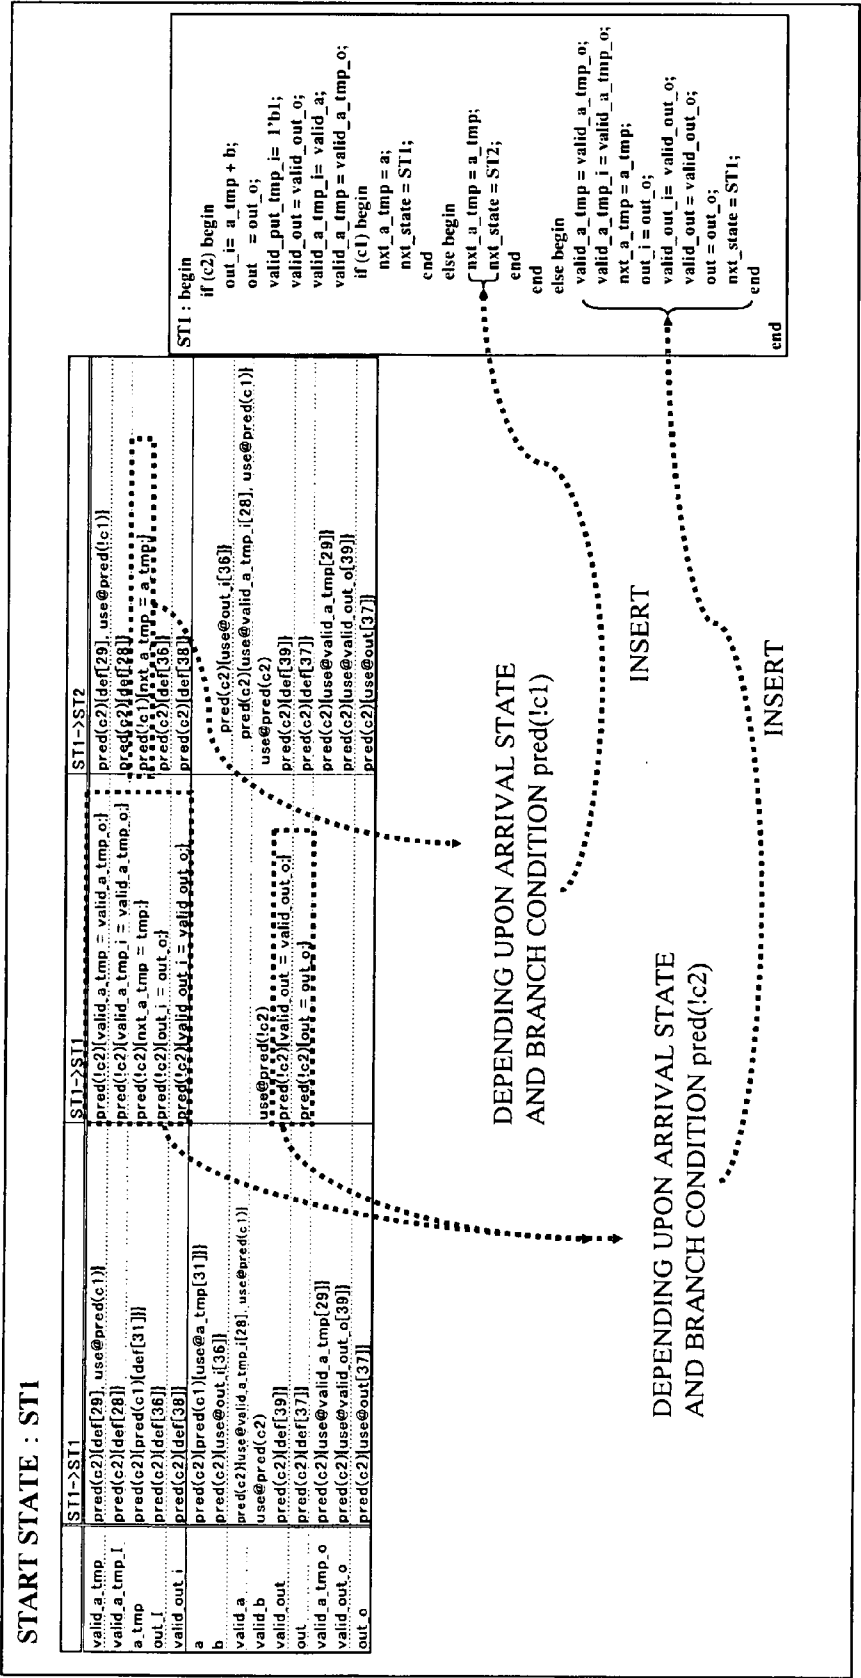 START STATE : ST1
ST1->ST1
ST1->ST1
ST1->ST2
valid_a_tmp
pred(c2){def[29], use@pred(c1)}
pred(!c2){valid_a_tmp = valid_a_tmp_o;}
pred(c2){def[29], use@pred(!c1)}
valid_a_tmp_I
pred(c2){def[28]}
pred(!c2){valid_a_tmp_i = valid_a_tmp_o;}
pred(c2){def[28]}
a_tmp
pred(c2){pred(c1){def[31]}}
pred(!c2){nxt_a_tmp = tmp;}
pred(!c1){nxt_a_tmp = a_tmp;}
out_I
pred(c2){def[36]}
pred(!c2){out_i = out_o;}
pred(c2){def[36]}
valid_out_i
pred(c2){def[38]}
pred(!c2){valid_out_i = valid_out_o;}
pred(c2){def[38]}
a
pred(c2){pred(c1){use@a_tmp[31]}}
b
pred(c2){use@out_i[36]}
pred(c2){use@out_i[36]}
valid_a
pred(c2){use@valid_a_tmp_i[28], use@pred(c1)}
pred(c2){use@valid_a_tmp_i[28], use@pred(c1)}
valid_b
use@pred(c2)
use@pred(!c2)
use@pred(c2)
valid_out
pred(c2){def[39]}
pred(!c2){valid_out = valid_out_o;}
pred(c2){def[39]}
out
pred(c2){def[37]}
pred(!c2){out = out_o;}
pred(c2){def[37]}
valid_a_tmp_o
pred(c2){use@valid_a_tmp[29]}
pred(c2){use@valid_a_tmp[29]}
valid_out_o
pred(c2){use@valid_out_o[39]}
pred(c2){use@valid_out_o[39]}
out_o
pred(c2){use@out[37]}
pred(c2){use@out[37]}
DEPENDING UPON ARRIVAL STATE
AND BRANCH CONDITION pred(!c1)
INSERT
DEPENDING UPON ARRIVAL STATE
AND BRANCH CONDITION pred(!c2)
INSERT
ST1 : begin
if (c2) begin
out_i= a_tmp + b;
out = out_o;
valid_put_tmp_i= 1'b1;
valid_out = valid_out_o;
valid_a_tmp_i= valid_a;
valid_a_tmp = valid_a_tmp_o;
if (c1) begin
nxt_a_tmp = a;
nxt_state = ST1;
end
else begin
nxt_a_tmp = a_tmp;
nxt_state = ST2;
end
end
else begin
valid_a_tmp = valid_a_tmp_o;
valid_a_tmp_i = valid_a_tmp_o;
nxt_a_tmp = a_tmp;
out_i = out_o;
valid_out_i= valid_out_o;
valid_out = valid_out_o;
out = out_o;
nxt_state = ST1;
end
end